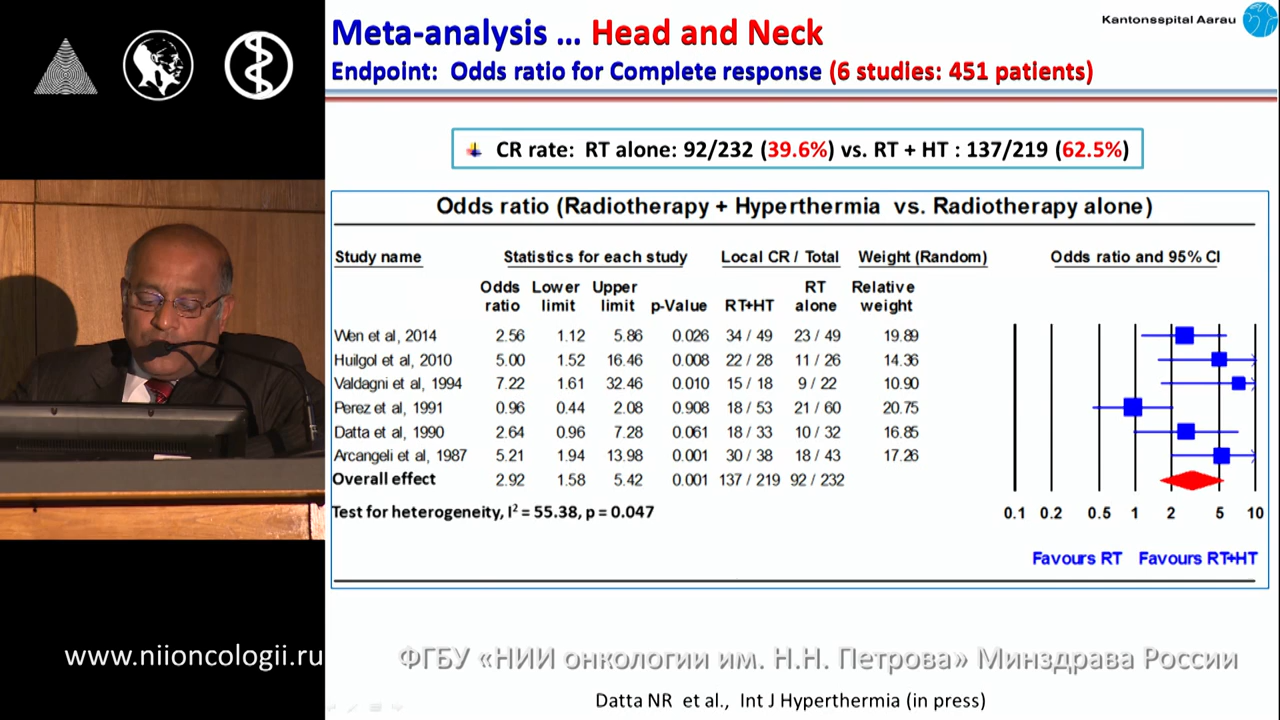 Meta-analysis … Head and Neck
Kantonsspital Aarau
Endpoint: Odds ratio for Complete response (6 studies: 451 patients)
CR rate: RT alone: 92/232 (39.6%) vs. RT + HT : 137/219 (62.5%)
Odds ratio (Radiotherapy + Hyperthermia vs. Radiotherapy alone)
Study name Statistics for each study Local CR / Total Weight (Random) Odds ratio and 95% CI
Odds Lower Upper RT Relative
ratio limit limit p-Value RT+HT alone weight
Wen et al, 2014 2.56 1.12 5.86 0.026 34 / 49 23 / 49 19.89
Huilgol et al, 2010 5.00 1.52 16.46 0.008 22 / 28 11 / 26 14.36
Valdagni et al, 1994 7.22 1.61 32.46 0.010 15 / 18 9 / 22 10.90
Perez et al, 1991 0.96 0.44 2.08 0.908 18 / 53 21 / 60 20.75
Datta et al, 1990 2.64 0.96 7.28 0.061 18 / 33 10 / 32 16.85
Arcangeli et al, 1987 5.21 1.94 13.98 0.001 30 / 38 18 / 43 17.26
Overall effect 2.92 1.58 5.42 0.001 137 / 219 92 / 232
Test for heterogeneity, I² = 55.38, p = 0.047
0.1 0.2 0.5 1 2 5 10
Favours RT Favours RT+HT
www.niioncologii.ru
ФГБУ «НИИ онкологии им. Н.Н. Петрова» Минздрава России
Datta NR et al., Int J Hyperthermia (in press)